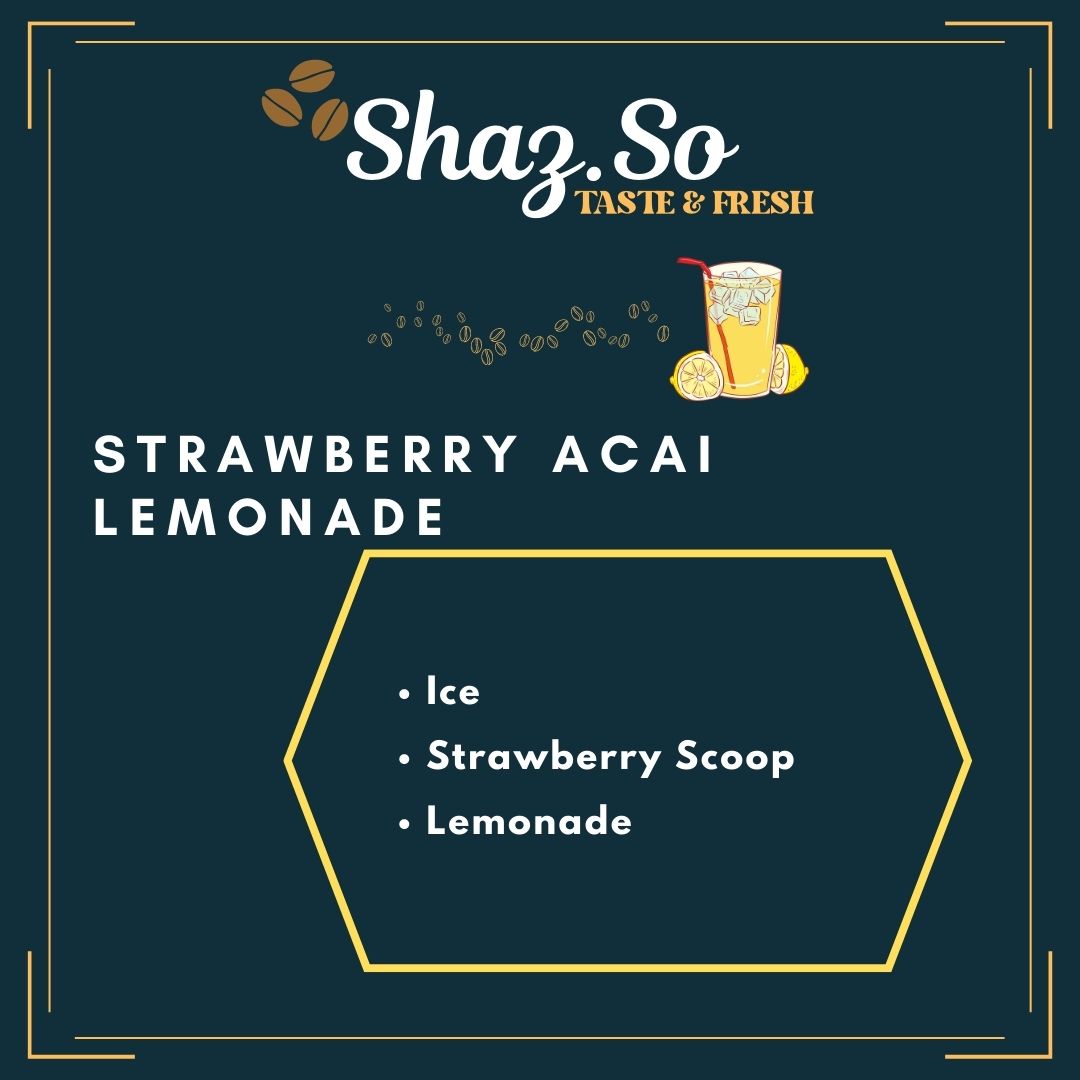 Shaz.So
TASTE & FRESH
STRAWBERRY ACAI
LEMONADE
• Ice
• Strawberry Scoop
• Lemonade